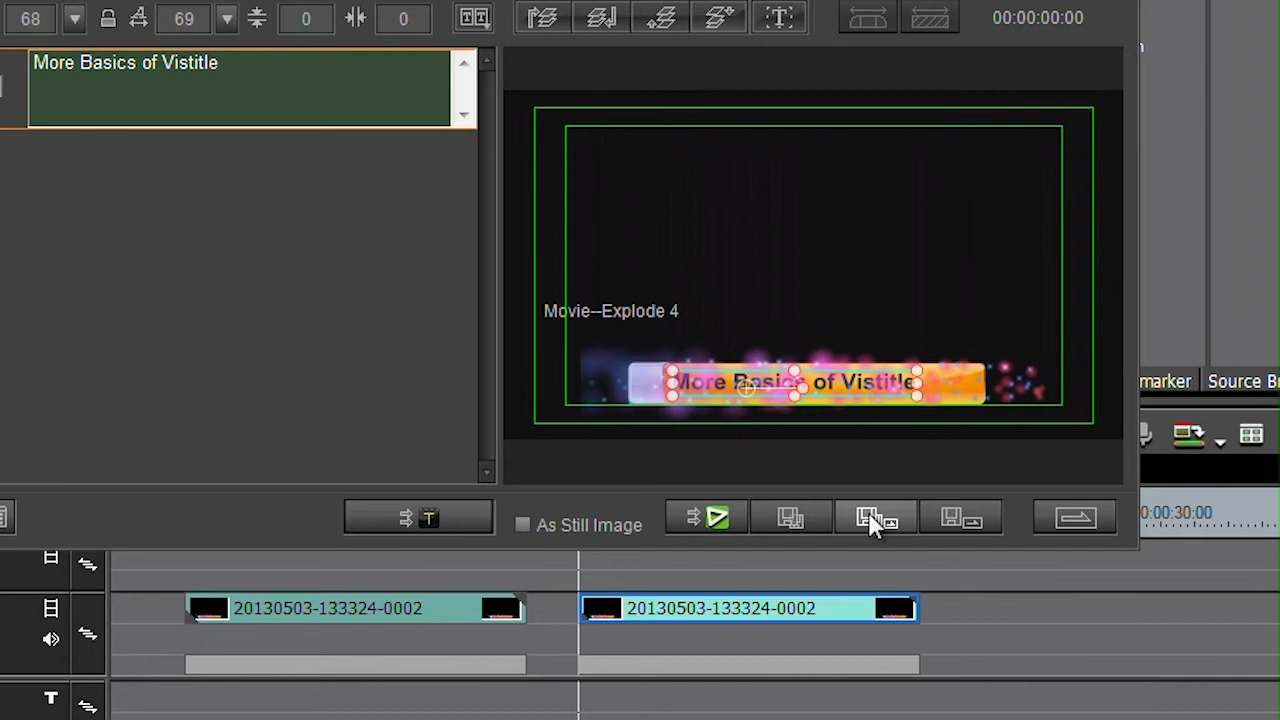 68
69
0
0
00:00:00:00
More Basics of Vistitle
Movie--Explode 4
More Basics of Vistitle
marker
Source Br
T
As Still Image
0:00:30:00
20130503-133324-0002
20130503-133324-0002
T